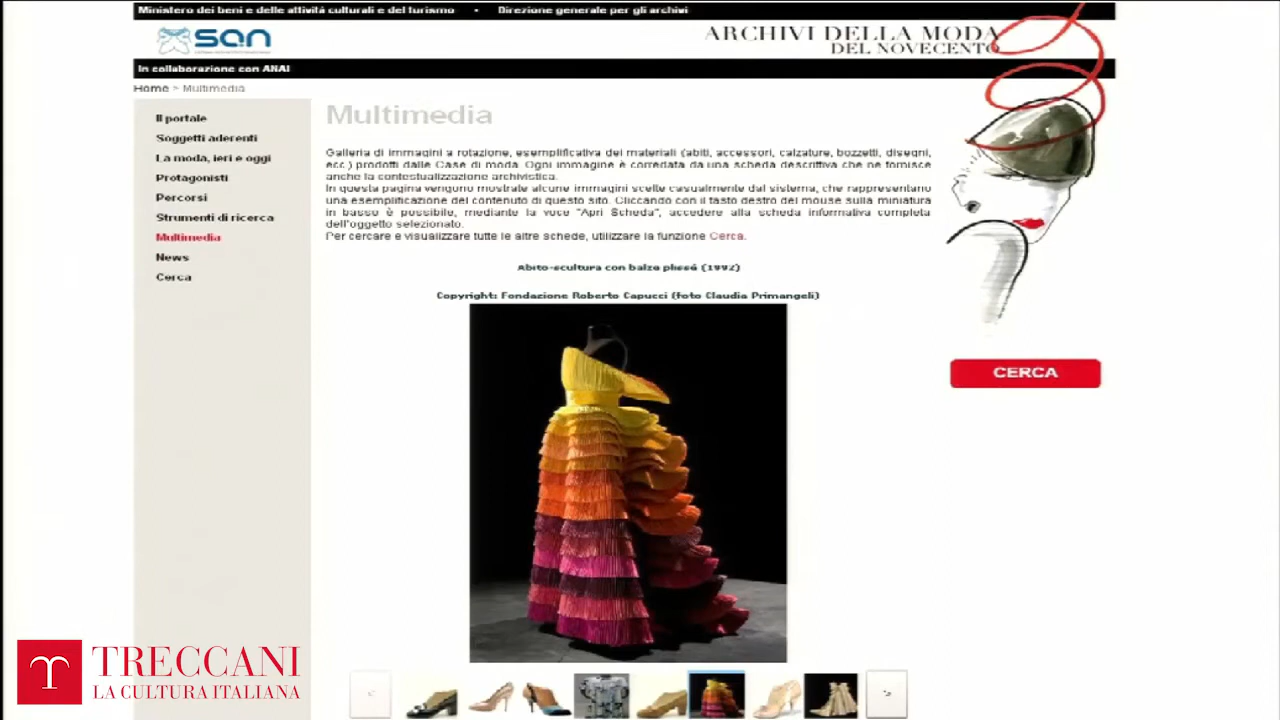 Ministero dei beni e delle attività culturali e del turismo • Direzione generale per gli archivi
san
ARCHIVI DELLA MODA
DEL NOVECENTO
In collaborazione con ANAI
Home > Multimedia
Il portale
Soggetti aderenti
La moda, ieri e oggi
Protagonisti
Percorsi
Strumenti di ricerca
Multimedia
News
Cerca
Multimedia
Galleria di immagini a rotazione, esemplificativa dei materiali (abiti, accessori, calzature, bozzetti, disegni,
ecc.) prodotti dalle Case di moda. Ogni immagine è corredata da una scheda descrittiva che ne fornisce
anche la contestualizzazione archivistica.
In questa pagina vengono mostrate alcune immagini scelte casualmente dal sistema, che rappresentano
una esemplificazione del contenuto di questo sito. Cliccando con il tasto destro del mouse sulla miniatura
in basso è possibile, mediante la voce "Apri Scheda", accedere alla scheda informativa completa
dell'oggetto selezionato.
Per cercare e visualizzare tutte le altre schede, utilizzare la funzione Cerca.
Abito-scultura con balze plissé (1992)
Copyright: Fondazione Roberto Capucci (foto Claudia Primangeli)
CERCA
TRECCANI
LA CULTURA ITALIANA